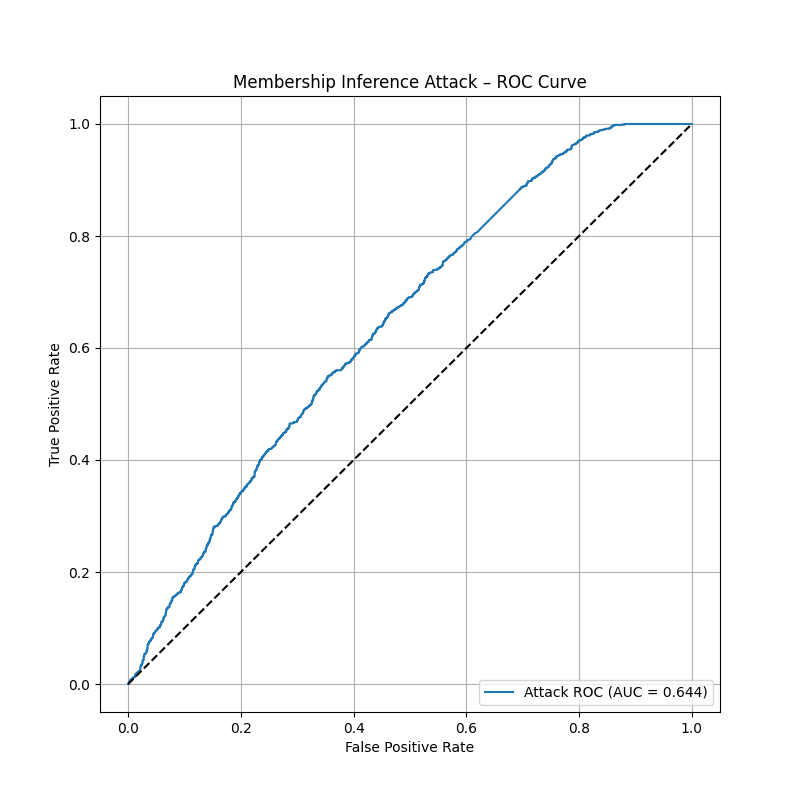 Membership Inference Attack – ROC Curve
True Positive Rate
1.0
0.8
0.6
0.4
0.2
0.0
Attack ROC (AUC = 0.644)
0.0 0.2 0.4 0.6 0.8 1.0
False Positive Rate